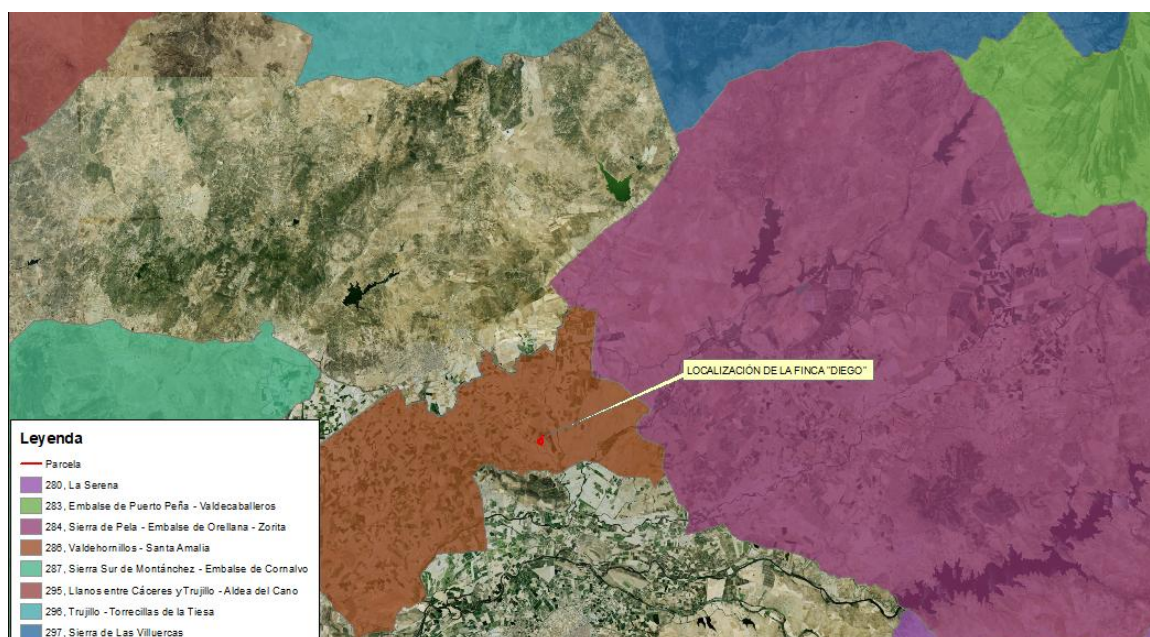 LOCALIZACIÓN DE LA FINCA "DIEGO"
Leyenda
Parcela
280, La Serena
283, Embalse de Puerto Peña - Valdecaballeros
284, Sierra de Pela - Embalse de Orellana - Zorita
286, Valdehornillos - Santa Amalia
287, Sierra Sur de Montánchez - Embalse de Cornalvo
295, Llanos entre Cáceres y Trujillo - Aldea del Cano
296, Trujillo - Torrecillas de la Tiesa
297, Sierra de Las Villuercas